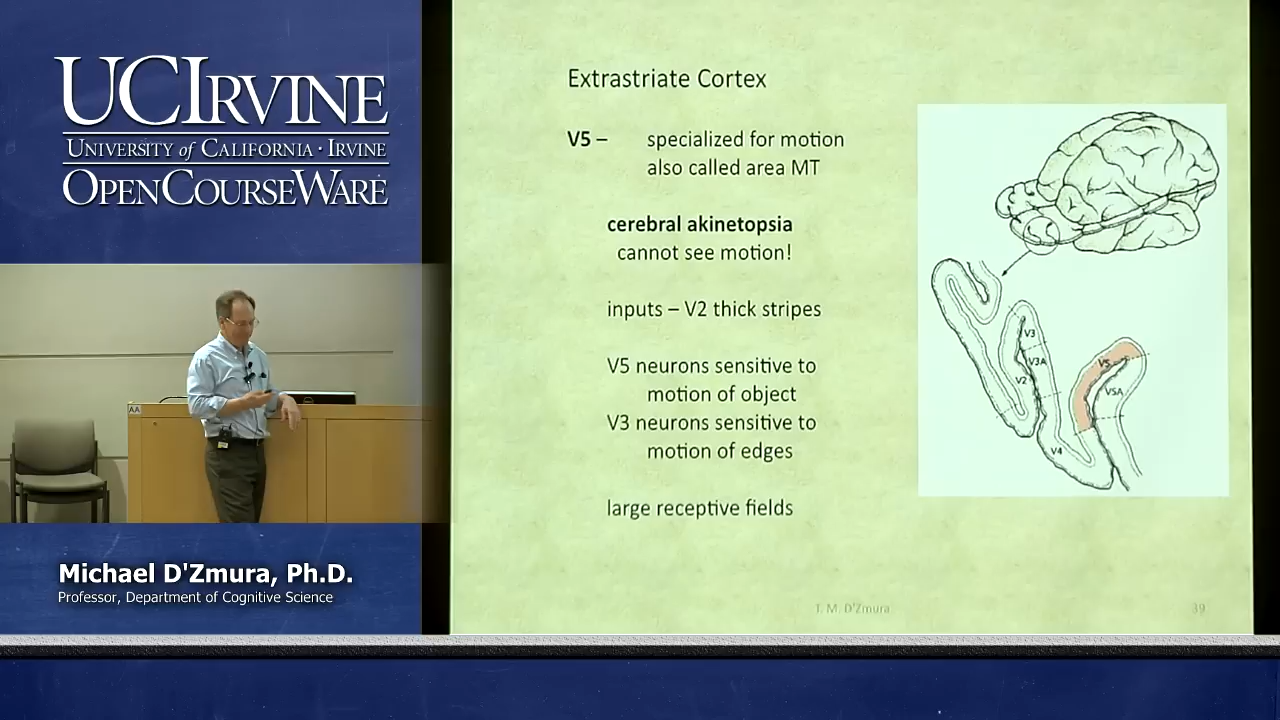 UCIRVINE
UNIVERSITY of CALIFORNIA · IRVINE
OPENCOURSEWARE
AA
Michael D'Zmura, Ph.D.
Professor, Department of Cognitive Science
Extrastriate Cortex
V5 – specialized for motion
also called area MT
cerebral akinetopsia
cannot see motion!
inputs – V2 thick stripes
V5 neurons sensitive to
motion of object
V3 neurons sensitive to
motion of edges
large receptive fields
V3
V3A
V2
V4
V5
V5A
T. M. D'Zmura
39